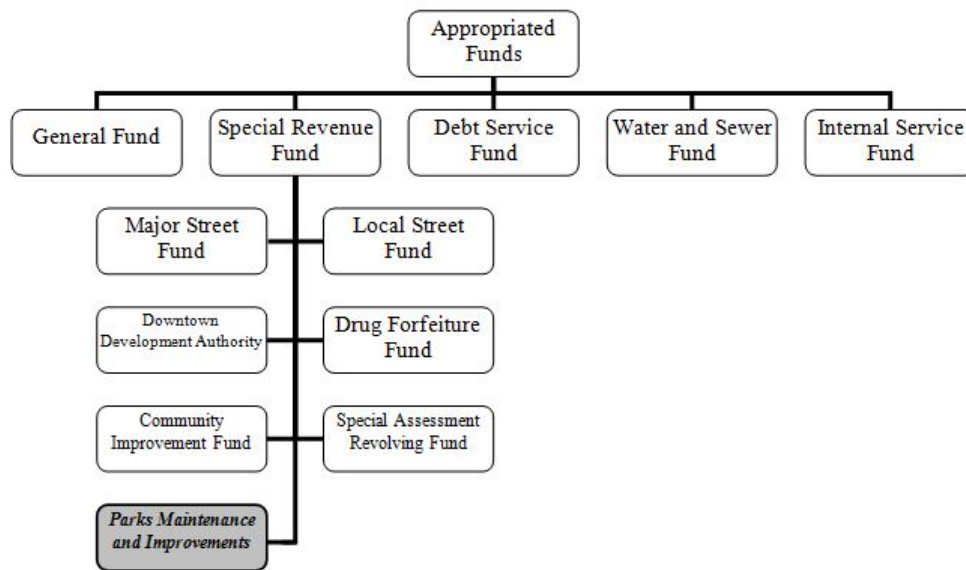 Appropriated
Funds
General Fund
Special Revenue
Fund
Debt Service
Fund
Water and Sewer
Fund
Internal Service
Fund
Major Street
Fund
Local Street
Fund
Downtown
Development Authority
Drug Forfeiture
Fund
Community
Improvement Fund
Special Assessment
Revolving Fund
Parks Maintenance
and Improvements